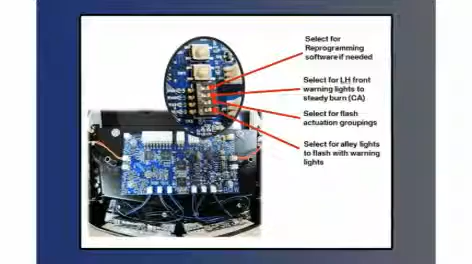 Select for
Reprogramming
software if needed
Select for LH front
warning lights to
steady burn (CA)
Select for flash
actuation groupings
Select for alley lights
to flash with warning
lights